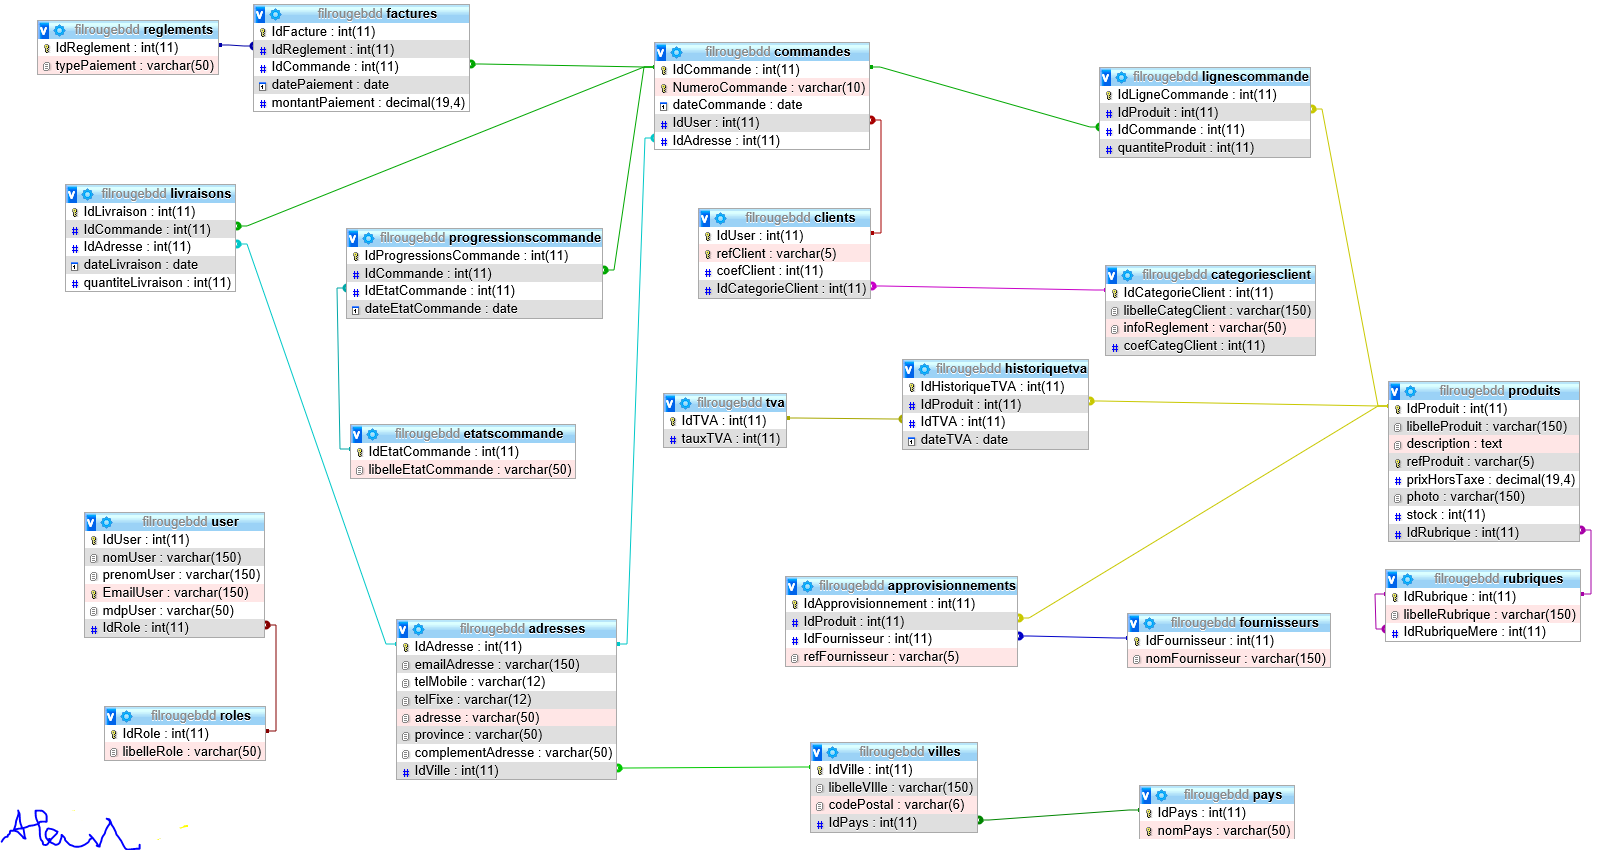 filrougebdd reglements
IdReglement : int(11)
typePaiement : varchar(50)
filrougebdd factures
IdFacture : int(11)
IdReglement : int(11)
IdCommande : int(11)
datePaiement : date
montantPaiement : decimal(19,4)
filrougebdd commandes
IdCommande : int(11)
NumeroCommande : varchar(10)
dateCommande : date
IdUser : int(11)
IdAdresse : int(11)
filrougebdd lignescommande
IdLigneCommande : int(11)
IdProduit : int(11)
IdCommande : int(11)
quantiteProduit : int(11)
filrougebdd livraisons
IdLivraison : int(11)
IdCommande : int(11)
IdAdresse : int(11)
dateLivraison : date
quantiteLivraison : int(11)
filrougebdd progressionscommande
IdProgressionsCommande : int(11)
IdCommande : int(11)
IdEtatCommande : int(11)
dateEtatCommande : date
filrougebdd clients
IdUser : int(11)
refClient : varchar(5)
coefClient : int(11)
IdCategorieClient : int(11)
filrougebdd categoriesclient
IdCategorieClient : int(11)
libelleCategClient : varchar(150)
infoReglement : varchar(50)
coefCategClient : int(11)
filrougebdd tva
IdTVA : int(11)
tauxTVA : int(11)
filrougebdd historiquetva
IdHistoriqueTVA : int(11)
IdProduit : int(11)
IdTVA : int(11)
dateTVA : date
filrougebdd produits
IdProduit : int(11)
libelleProduit : varchar(150)
description : text
refProduit : varchar(5)
prixHorsTaxe : decimal(19,4)
photo : varchar(150)
stock : int(11)
IdRubrique : int(11)
filrougebdd etatscommande
IdEtatCommande : int(11)
libelleEtatCommande : varchar(50)
filrougebdd user
IdUser : int(11)
nomUser : varchar(150)
prenomUser : varchar(150)
EmailUser : varchar(150)
mdpUser : varchar(50)
IdRole : int(11)
filrougebdd approvisionnements
IdApprovisionnement : int(11)
IdProduit : int(11)
IdFournisseur : int(11)
refFournisseur : varchar(5)
filrougebdd fournisseurs
IdFournisseur : int(11)
nomFournisseur : varchar(150)
filrougebdd rubriques
IdRubrique : int(11)
libelleRubrique : varchar(150)
IdRubriqueMere : int(11)
filrougebdd adresses
IdAdresse : int(11)
emailAdresse : varchar(150)
telMobile : varchar(12)
telFixe : varchar(12)
adresse : varchar(50)
province : varchar(50)
complementAdresse : varchar(50)
IdVille : int(11)
filrougebdd roles
IdRole : int(11)
libelleRole : varchar(50)
filrougebdd villes
IdVille : int(11)
libelleVIlle : varchar(150)
codePostal : varchar(6)
IdPays : int(11)
filrougebdd pays
IdPays : int(11)
nomPays : varchar(50)